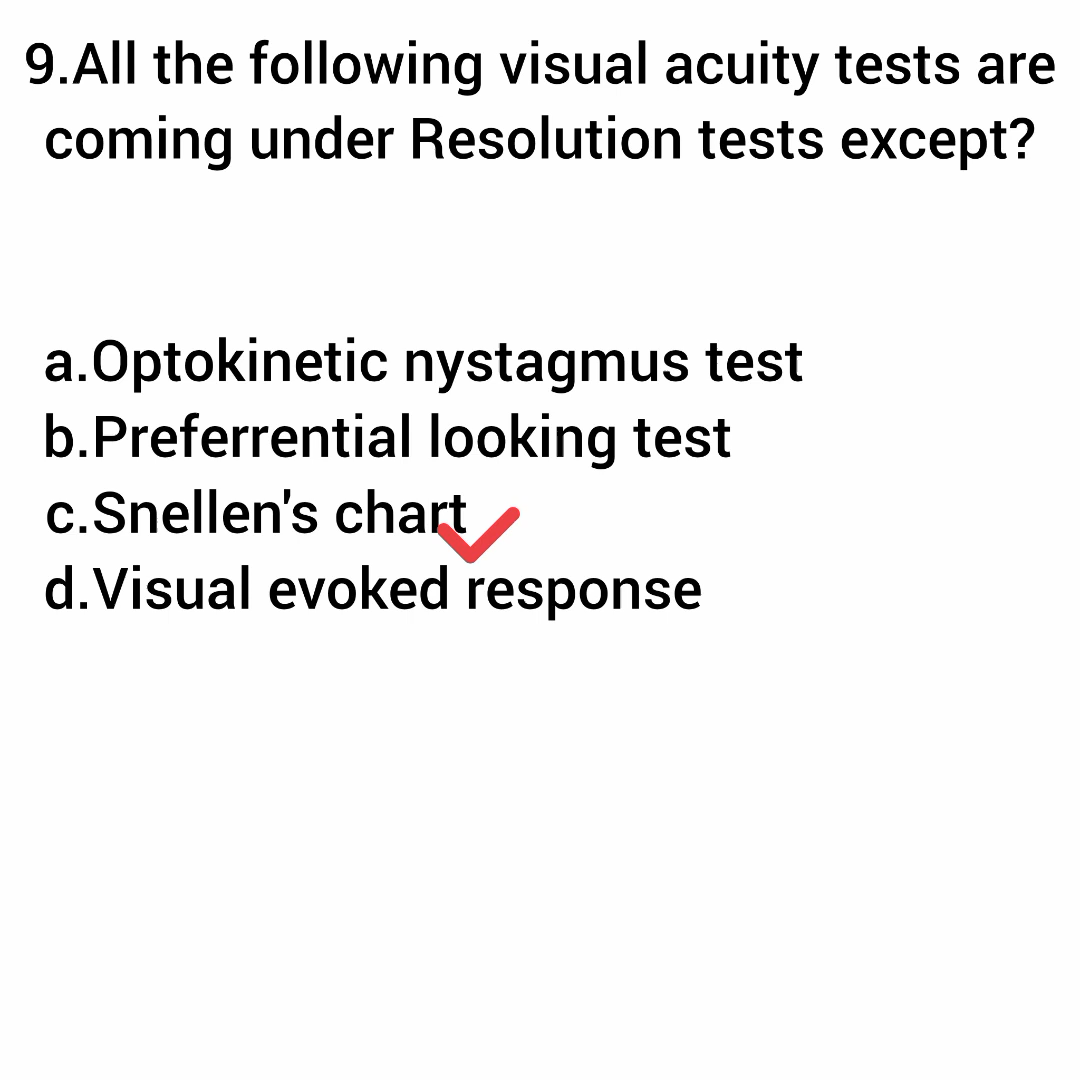 9.All the following visual acuity tests are
coming under Resolution tests except?
a.Optokinetic nystagmus test
b.Preferrential looking test
c.Snellen's chart
d.Visual evoked response